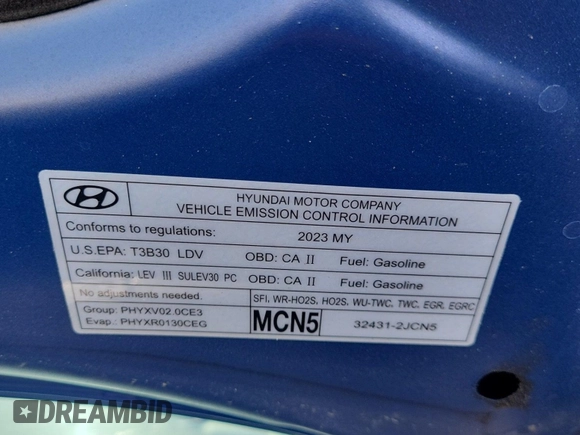 HYUNDAI MOTOR COMPANY
VEHICLE EMISSION CONTROL INFORMATION
Conforms to regulations: 2023 MY
U.S.EPA: T3B30 LDV OBD: CA II Fuel: Gasoline
California: LEV III SULEV30 PC OBD: CA II Fuel: Gasoline
No adjustments needed. SFI, WR-HO2S, HO2S, WU-TWC, TWC, EGR, EGRC
Group: PHYXV02.0CE3
Evap.: PHYXR0130CEG
MCN5 32431-2JCN5
DREAMBID